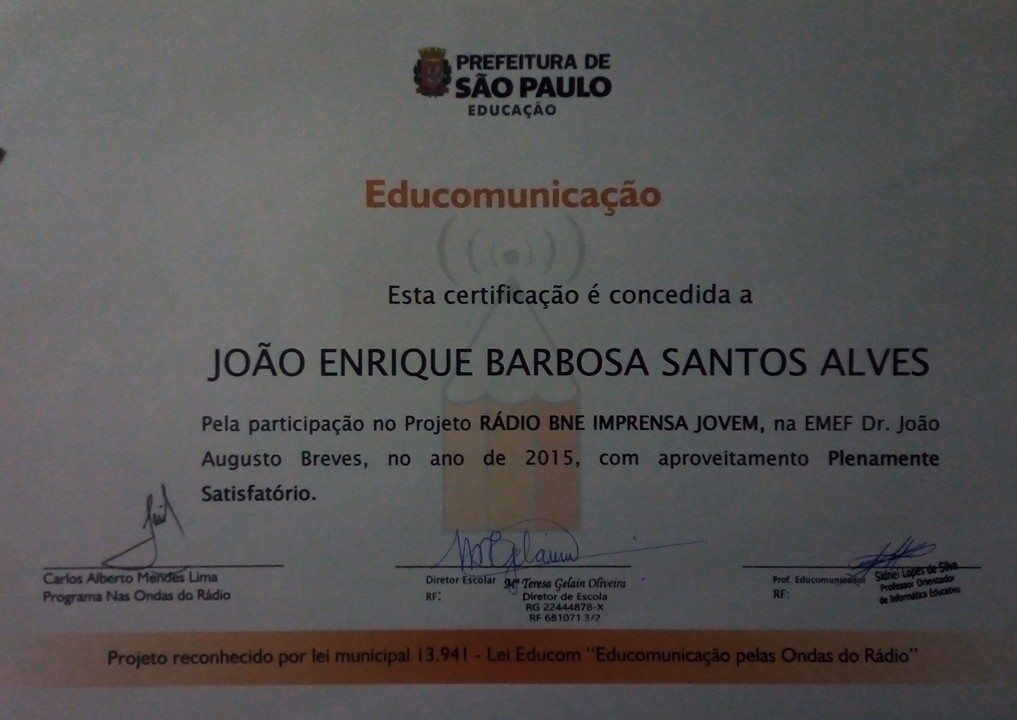 PREFEITURA DE
SÃO PAULO
EDUCAÇÃO
Educomunicação
Esta certificação é concedida a
JOÃO ENRIQUE BARBOSA SANTOS ALVES
Pela participação no Projeto RÁDIO BNE IMPRENSA JOVEM, na EMEF Dr. João
Augusto Breves, no ano de 2015, com aproveitamento Plenamente
Satisfatório.
Carlos Alberto Mendes Lima
Programa Nas Ondas do Rádio
Diretor Escolar
RF:
Mª Teresa Gelain Oliveira
Diretor de Escola
RG 22444878-X
RF 681071.3/2
Prof. Educomunicador
RF:
Sidnei Lopes da Silva
Professor Orientador
de Informática Educativa
Projeto reconhecido por lei municipal 13.941 - Lei Educom “Educomunicação pelas Ondas do Rádio”